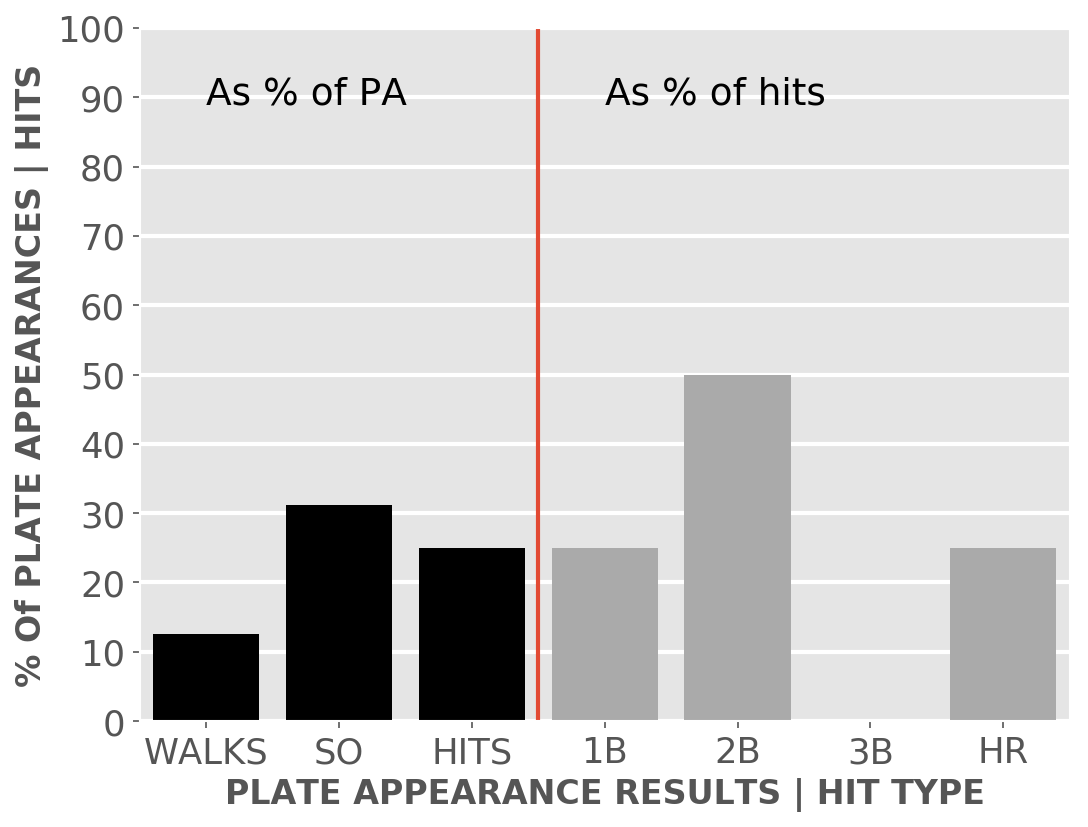 % Of PLATE APPEARANCES | HITS
100
90
80
70
60
50
40
30
20
10
0
As % of PA
As % of hits
WALKS SO HITS 1B 2B 3B HR
PLATE APPEARANCE RESULTS | HIT TYPE